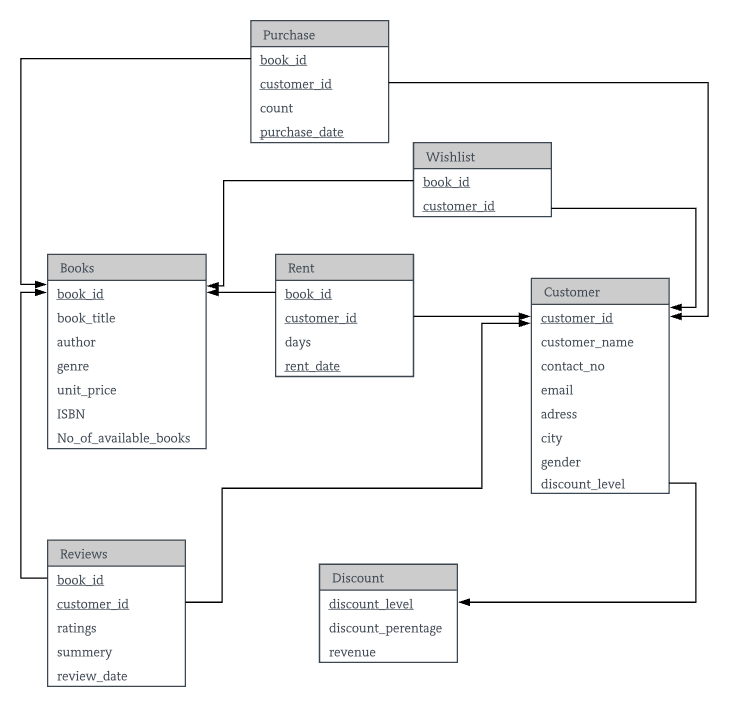 Purchase
book_id
customer_id
count
purchase_date
Wishlist
book_id
customer_id
Books
book_id
book_title
author
genre
unit_price
ISBN
No_of_available_books
Rent
book_id
customer_id
days
rent_date
Customer
customer_id
customer_name
contact_no
email
adress
city
gender
discount_level
Reviews
book_id
customer_id
ratings
summery
review_date
Discount
discount_level
discount_perentage
revenue